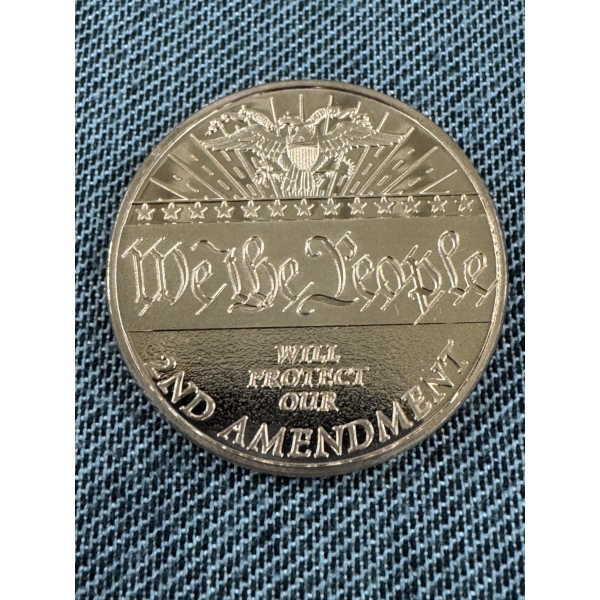 We the People
WILL
PROTECT
OUR
2ND AMENDMENT